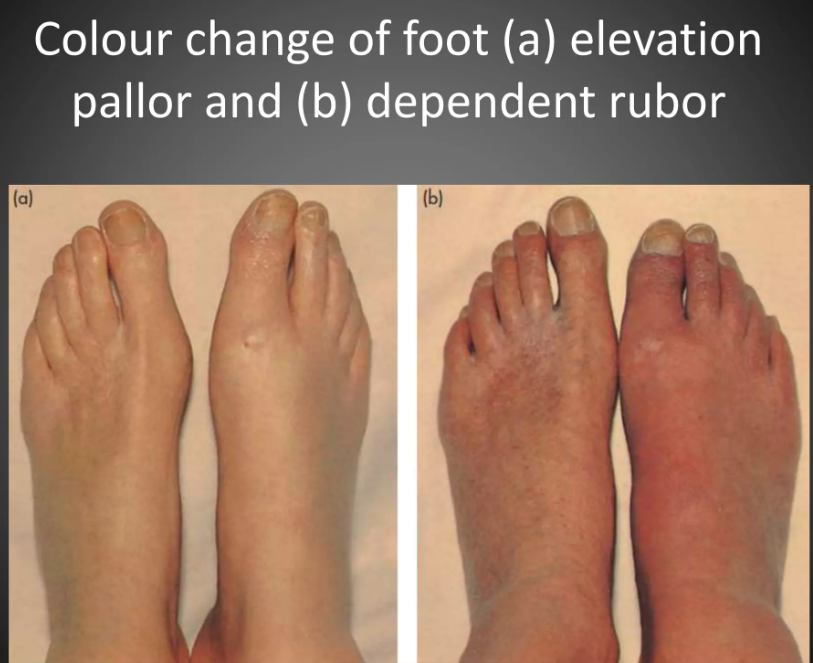 Colour change of foot (a) elevation
pallor and (b) dependent rubor
(a)
(b)